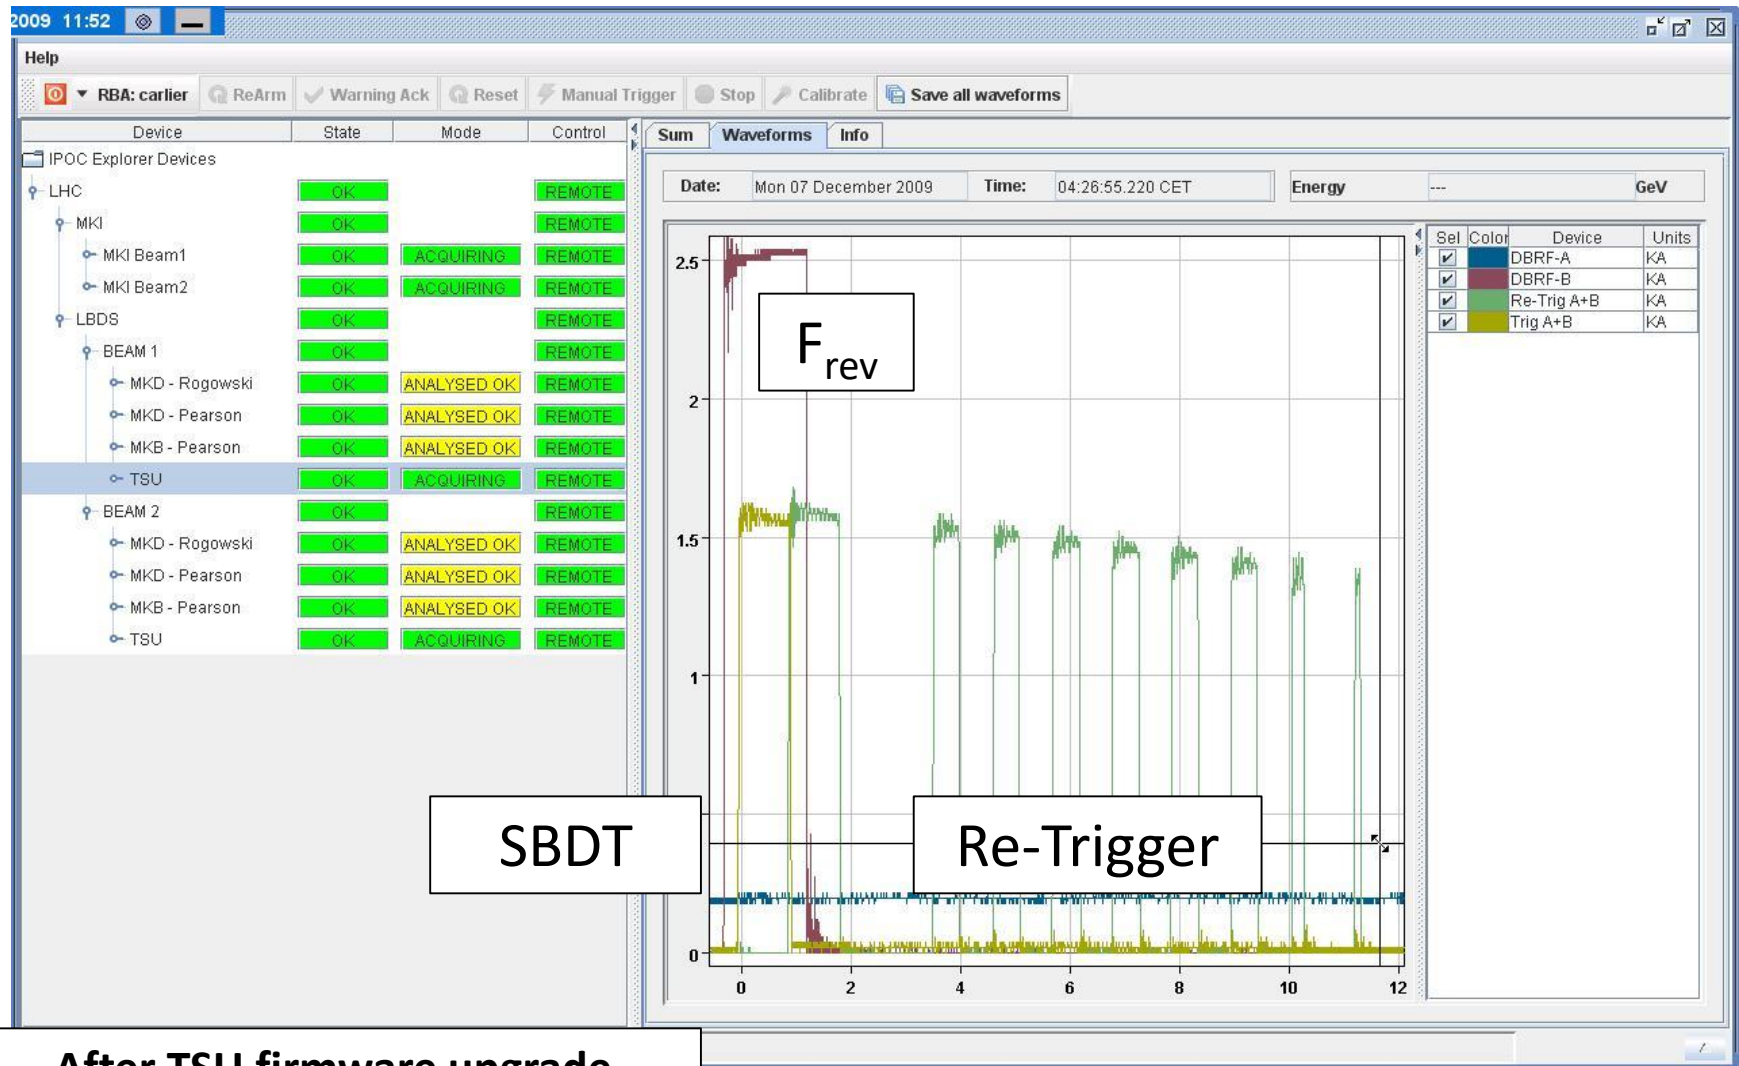 2009 11:52
Help
RBA: carlier ReArm Warning Ack Reset Manual Trigger Stop Calibrate Save all waveforms
Device State Mode Control
IPOC Explorer Devices
LHC OK REMOTE
MKI OK REMOTE
MKI Beam1 OK ACQUIRING REMOTE
MKI Beam2 OK ACQUIRING REMOTE
LBDS OK REMOTE
BEAM 1 OK REMOTE
MKD - Rogowski OK ANALYSED OK REMOTE
MKD - Pearson OK ANALYSED OK REMOTE
MKB - Pearson OK ANALYSED OK REMOTE
TSU OK ACQUIRING REMOTE
BEAM 2 OK REMOTE
MKD - Rogowski OK ANALYSED OK REMOTE
MKD - Pearson OK ANALYSED OK REMOTE
MKB - Pearson OK ANALYSED OK REMOTE
TSU OK ACQUIRING REMOTE
Sum Waveforms Info
Date: Mon 07 December 2009 Time: 04:26:55.220 CET Energy --- GeV
2.5
2
1.5
1
0
0 2 4 6 8 10 12
Frev
SBDT
Re-Trigger
Sel Color Device Units
DBRF-A KA
DBRF-B KA
Re-Trig A+B KA
Trig A+B KA
After TSU firmware upgrade